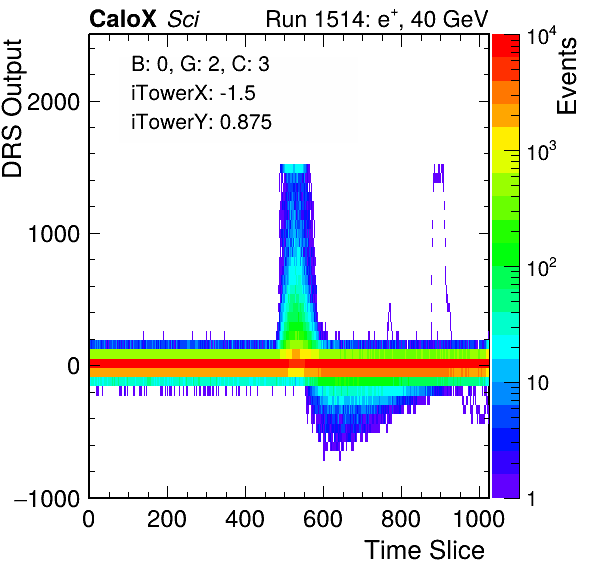 CaloX Sci
Run 1514: e⁺, 40 GeV
B: 0, G: 2, C: 3
iTowerX: -1.5
iTowerY: 0.875
DRS Output
2000
1000
0
−1000
0
200
400
600
800
1000
Time Slice
Events
10⁴
10³
10²
10
1